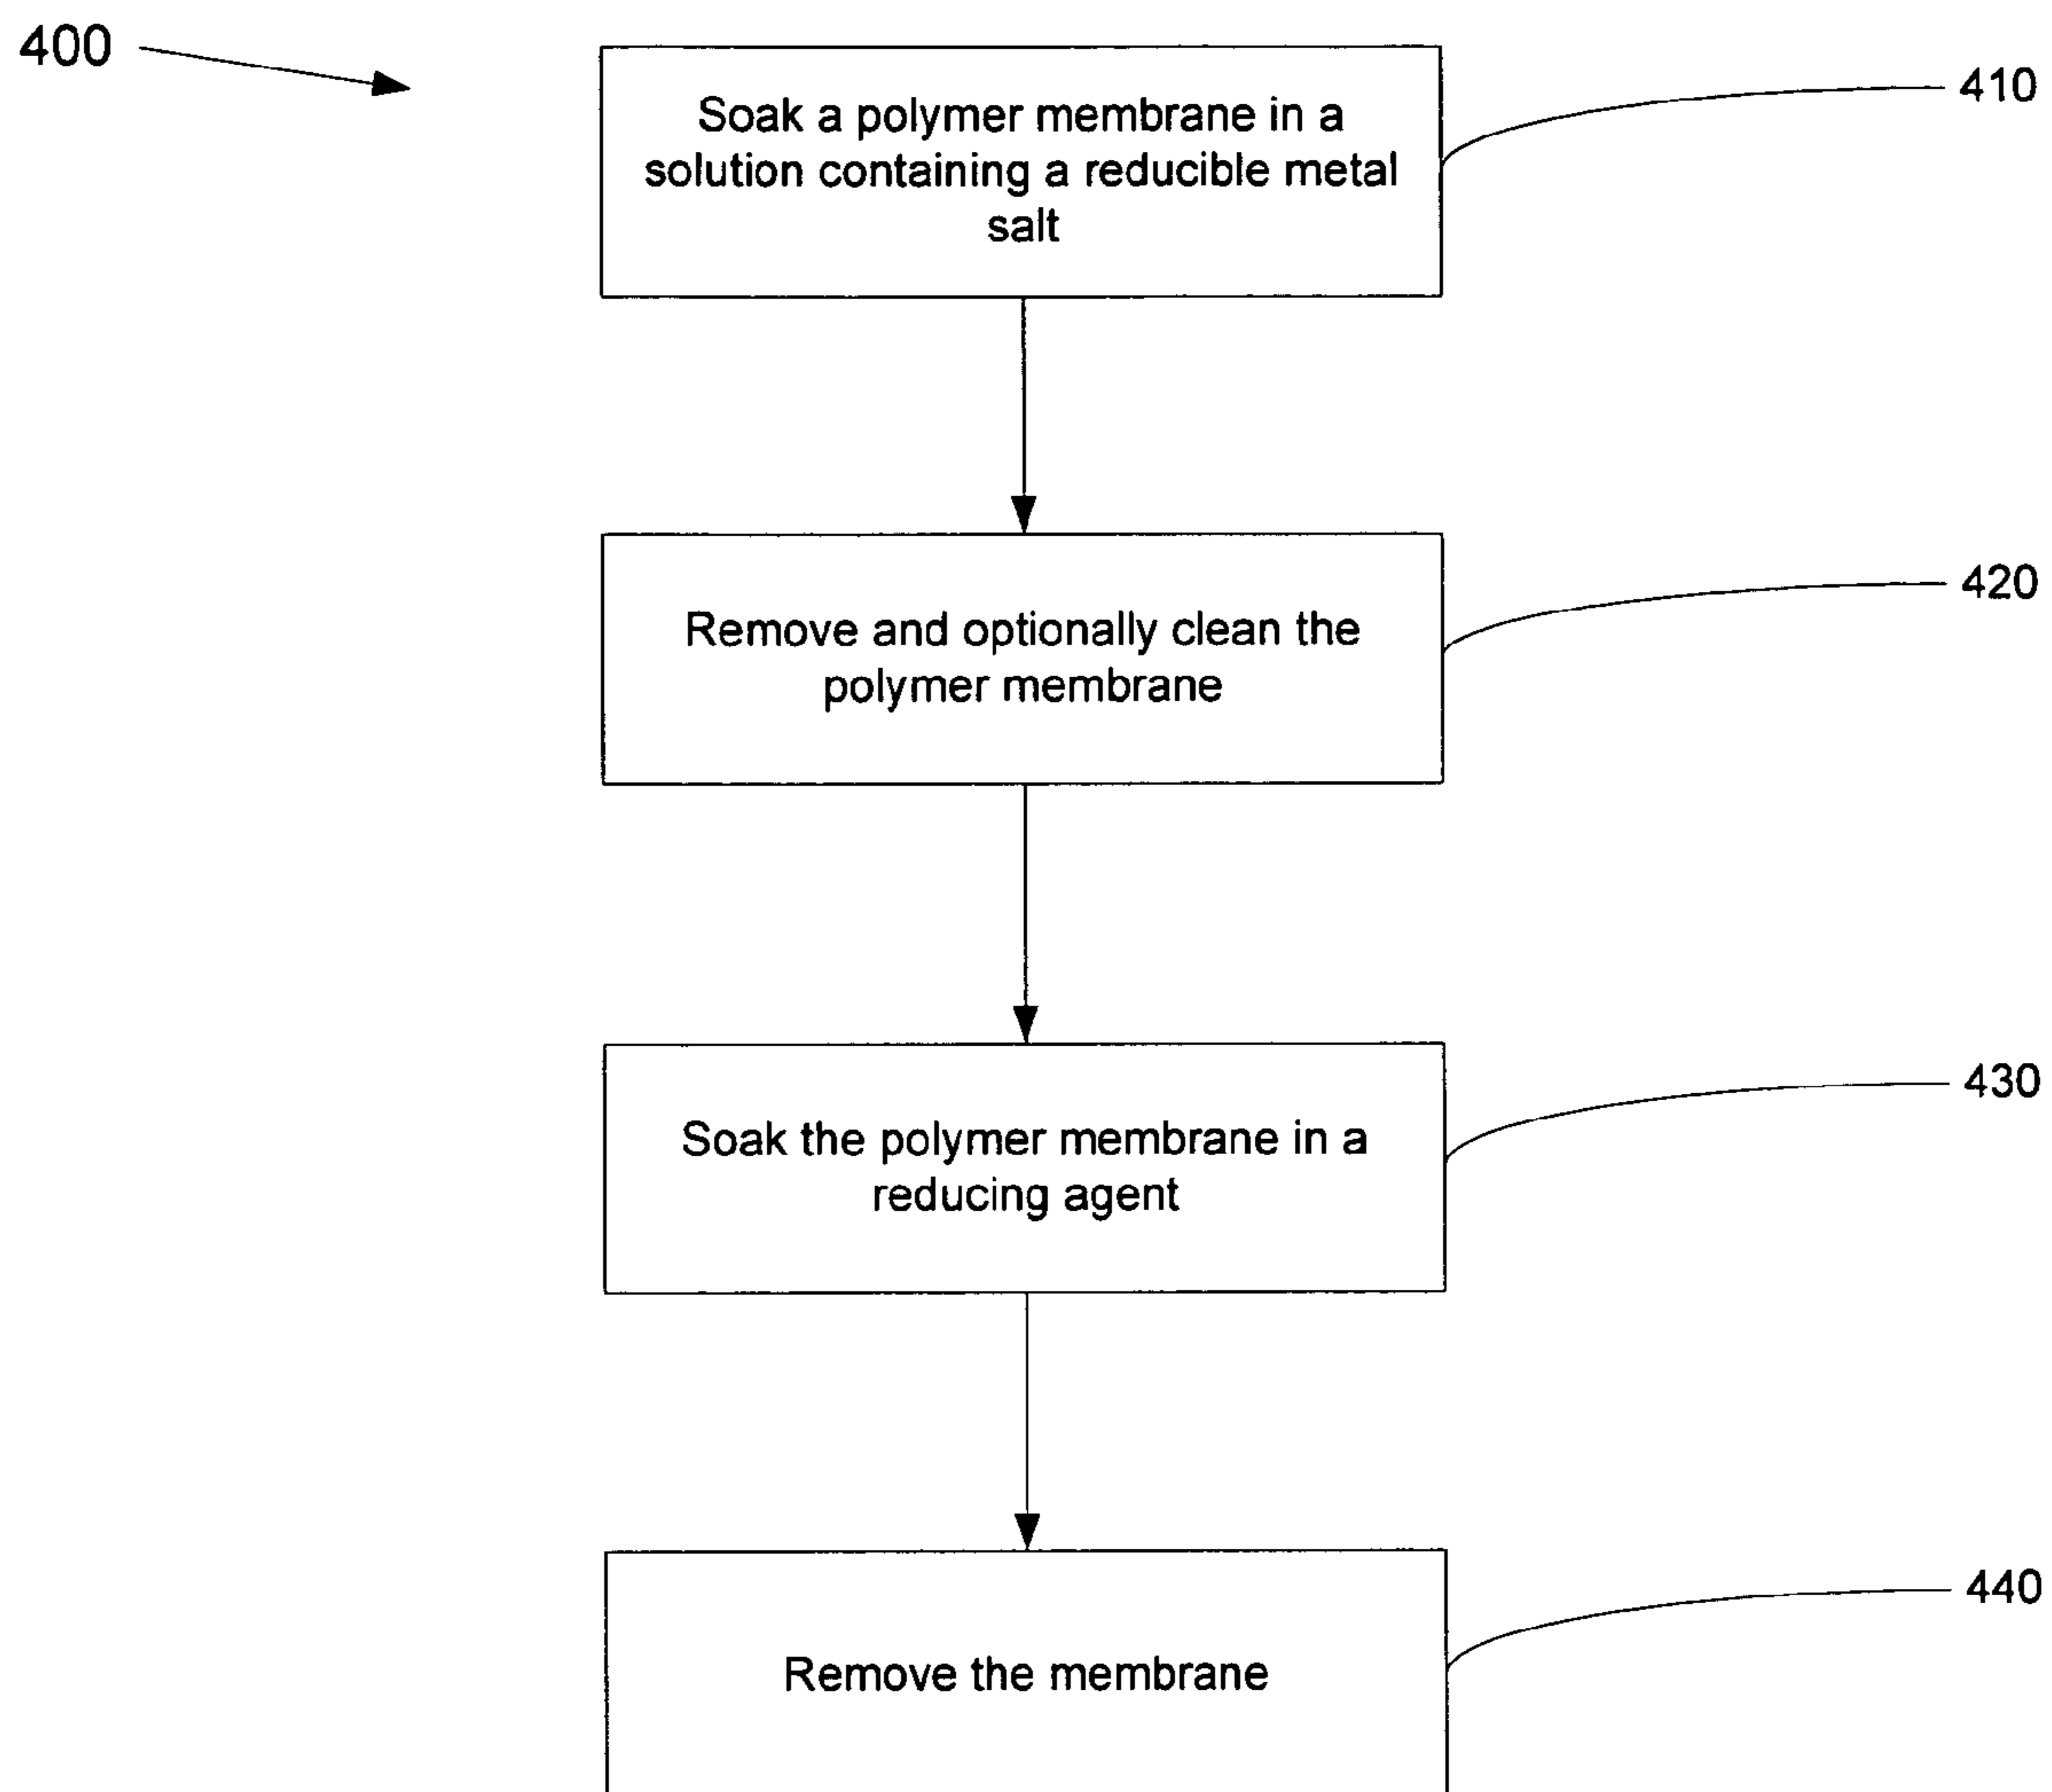 400
Soak a polymer membrane in a
solution containing a reducible metal
salt
410
Remove and optionally clean the
polymer membrane
420
Soak the polymer membrane in a
reducing agent
430
Remove the membrane
440